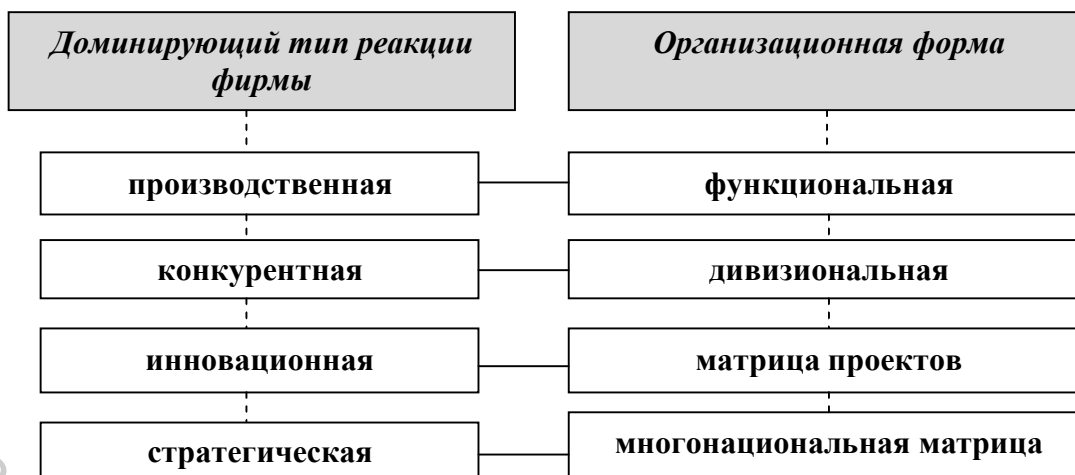 Доминирующий тип реакции
фирмы
Организационная форма
производственная
функциональная
конкурентная
дивизиональная
инновационная
матрица проектов
стратегическая
многонациональная матрица